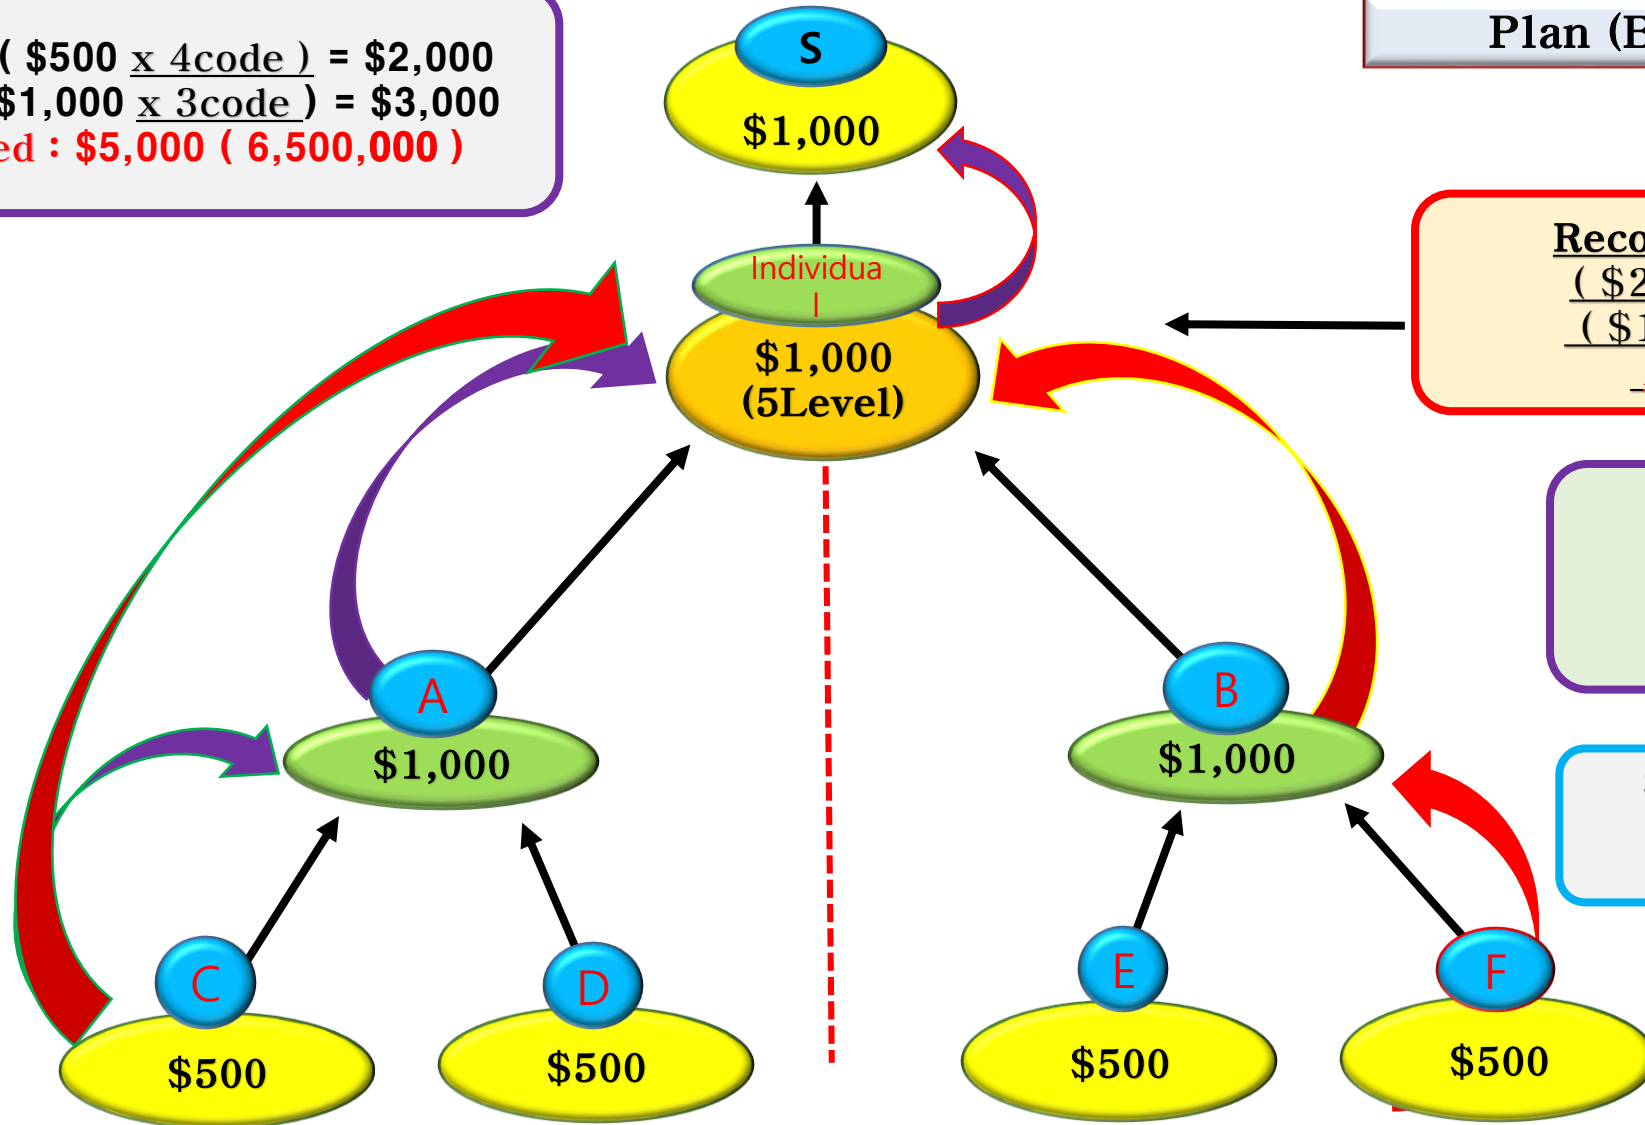 ( $500 x 4code ) = $2,000
$1,000 x 3code ) = $3,000
ed : $5,000 ( 6,500,000 )
Plan (B
S
$1,000
Individua
l
$1,000
(5Level)
Reco
( $2
( $1
A
$1,000
B
$1,000
C
$500
D
$500
E
$500
F
$500